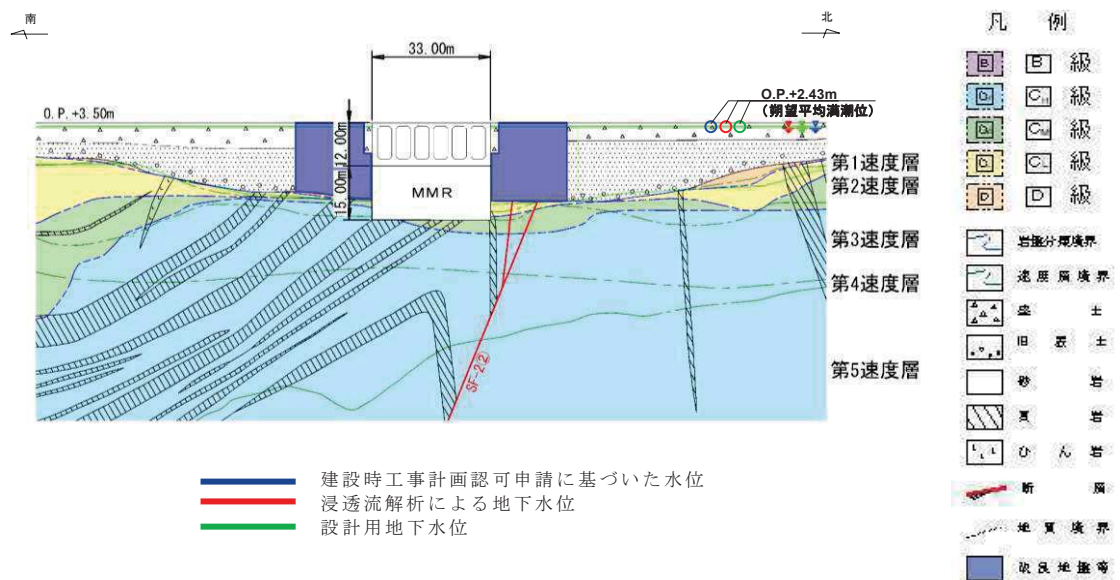 南
北
33.00m
O.P.+3.50m
O.P.+2.43m
(朔望平均満潮位)
12.00m
15.00m
MMR
第1速度層
第2速度層
第3速度層
第4速度層
第5速度層
SF-2(2)
建設時工事計画認可申請に基づいた水位
浸透流解析による地下水位
設計用地下水位
凡 例
B B 級
CH CH 級
CM CM 級
CL CL 級
D D 級
岩盤分類境界
速度層境界
盛 土
旧 表 土
砂 岩
頁 岩
ひ ん 岩
断 層
地 質 境 界
改 良 地 盤 等